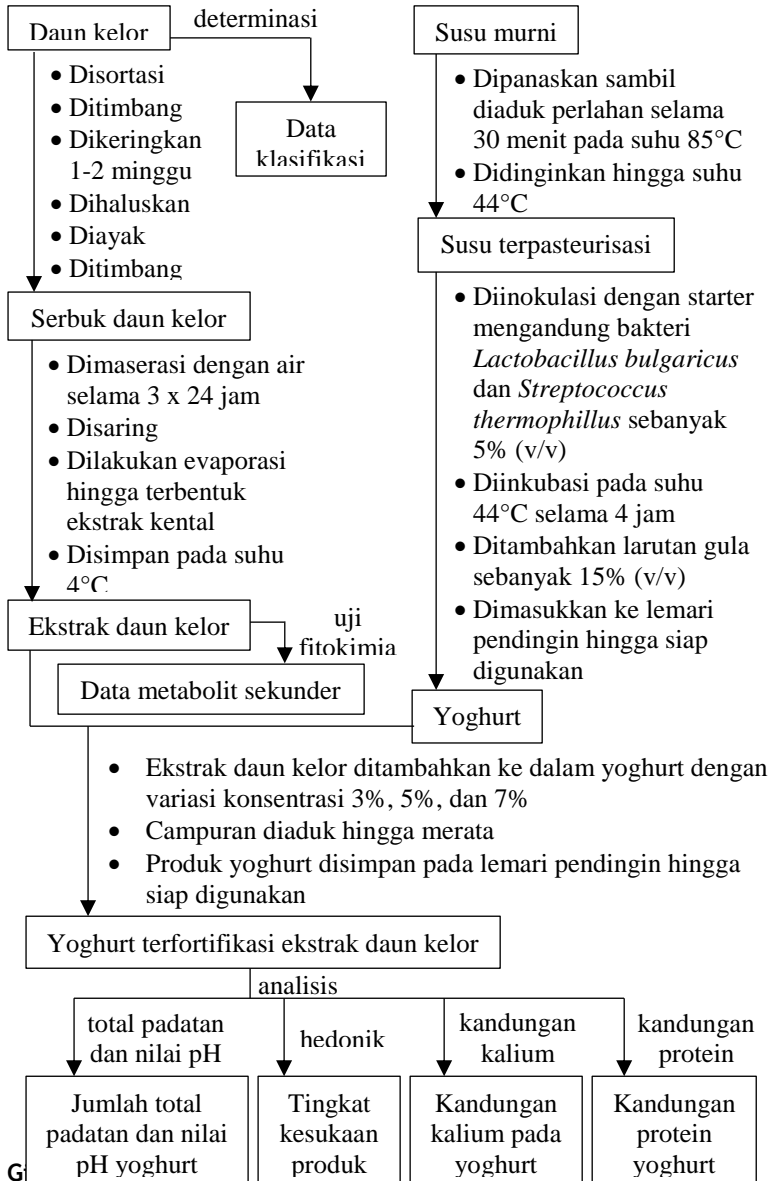 Daun kelor
determinasi
• Disortasi
• Ditimbang
• Dikeringkan
1-2 minggu
• Dihaluskan
• Diayak
• Ditimbang
Data
klasifikasi
Serbuk daun kelor
• Dimaserasi dengan air
selama 3 x 24 jam
• Disaring
• Dilakukan evaporasi
hingga terbentuk
ekstrak kental
• Disimpan pada suhu
4°C
Ekstrak daun kelor
uji
fitokimia
Data metabolit sekunder
Susu murni
• Dipanaskan sambil
diaduk perlahan selama
30 menit pada suhu 85°C
• Didinginkan hingga suhu
44°C
Susu terpasteurisasi
• Diinokulasi dengan starter
mengandung bakteri
Lactobacillus bulgaricus
dan Streptococcus
thermophillus sebanyak
5% (v/v)
• Diinkubasi pada suhu
44°C selama 4 jam
• Ditambahkan larutan gula
sebanyak 15% (v/v)
• Dimasukkan ke lemari
pendingin hingga siap
digunakan
Yoghurt
• Ekstrak daun kelor ditambahkan ke dalam yoghurt dengan
variasi konsentrasi 3%, 5%, dan 7%
• Campuran diaduk hingga merata
• Produk yoghurt disimpan pada lemari pendingin hingga
siap digunakan
Yoghurt terfortifikasi ekstrak daun kelor
analisis
total padatan
dan nilai pH
hedonik
kandungan
kalium
kandungan
protein
Jumlah total
padatan dan nilai
pH yoghurt
Tingkat
kesukaan
produk
Kandungan
kalium pada
yoghurt
Kandungan
protein
yoghurt